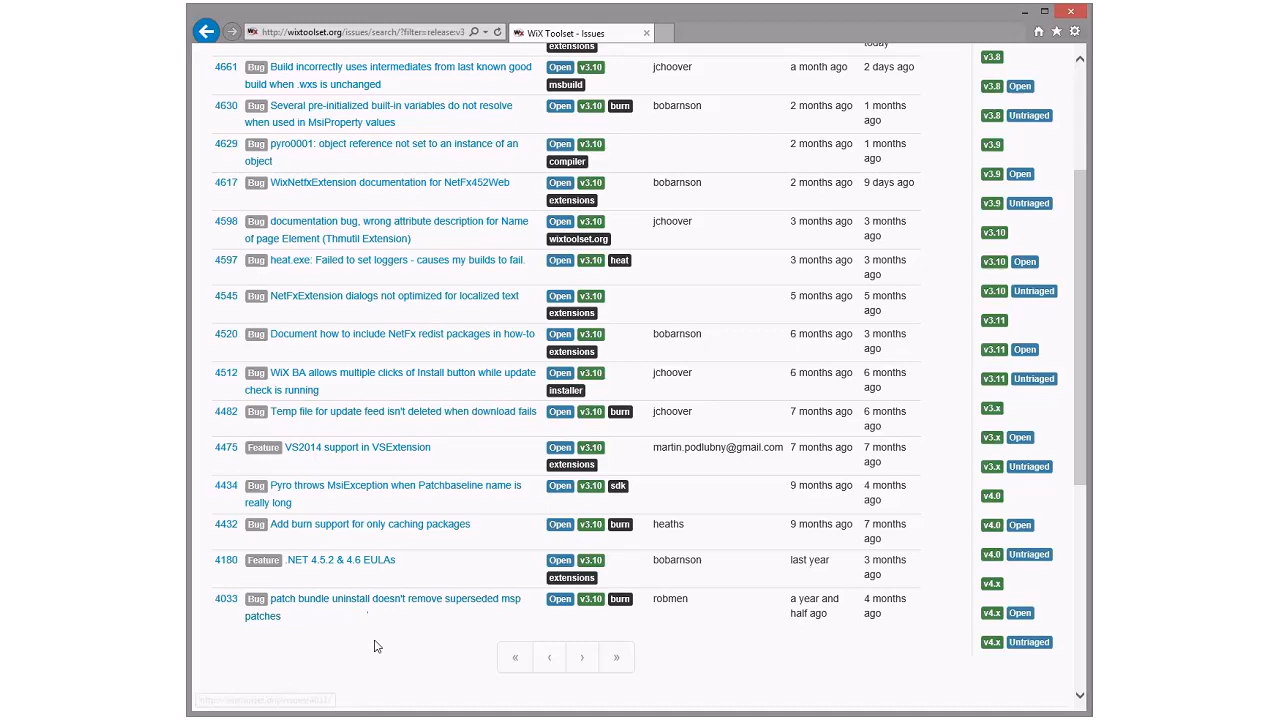 http://wixtoolset.org/issues/search/?filter=release:v3
WiX Toolset - Issues
extensions
today
4661 Bug Build incorrectly uses intermediates from last known good Open v3.10 jchoover a month ago 2 days ago
build when .wxs is unchanged msbuild
4630 Bug Several pre-initialized built-in variables do not resolve Open v3.10 burn bobarnson 2 months ago 1 months
when used in MsiProperty values ago
4629 Bug pyro0001: object reference not set to an instance of an Open v3.10 2 months ago 1 months
object compiler ago
4617 Bug WixNetfxExtension documentation for NetFx452Web Open v3.10 bobarnson 2 months ago 9 days ago
extensions
4598 Bug documentation bug, wrong attribute description for Name Open v3.10 jchoover 3 months ago 3 months
of page Element (Thmutil Extension) wixtoolset.org ago
4597 Bug heat.exe: Failed to set loggers - causes my builds to fail. Open v3.10 heat 3 months ago 3 months
ago
4545 Bug NetFxExtension dialogs not optimized for localized text Open v3.10 5 months ago 5 months
extensions ago
4520 Bug Document how to include NetFx redist packages in how-to Open v3.10 bobarnson 6 months ago 3 months
extensions ago
4512 Bug WiX BA allows multiple clicks of Install button while update Open v3.10 jchoover 6 months ago 6 months
check is running installer ago
4482 Bug Temp file for update feed isn't deleted when download fails Open v3.10 burn jchoover 7 months ago 6 months
ago
4475 Feature VS2014 support in VSExtension Open v3.10 martin.podlubny@gmail.com 7 months ago 7 months
extensions ago
4434 Bug Pyro throws MsiException when Patchbaseline name is Open v3.10 sdk 9 months ago 4 months
really long ago
4432 Bug Add burn support for only caching packages Open v3.10 burn heaths 9 months ago 7 months
ago
4180 Feature .NET 4.5.2 & 4.6 EULAs Open v3.10 bobarnson last year 3 months
extensions ago
4033 Bug patch bundle uninstall doesn't remove superseded msp Open v3.10 burn robmen a year and 4 months
patches half ago ago
« ‹ › »
v3.8
v3.8 Open
v3.8 Untriaged
v3.9
v3.9 Open
v3.9 Untriaged
v3.10
v3.10 Open
v3.10 Untriaged
v3.11
v3.11 Open
v3.11 Untriaged
v3.x
v3.x Open
v3.x Untriaged
v4.0
v4.0 Open
v4.0 Untriaged
v4.x
v4.x Open
v4.x Untriaged